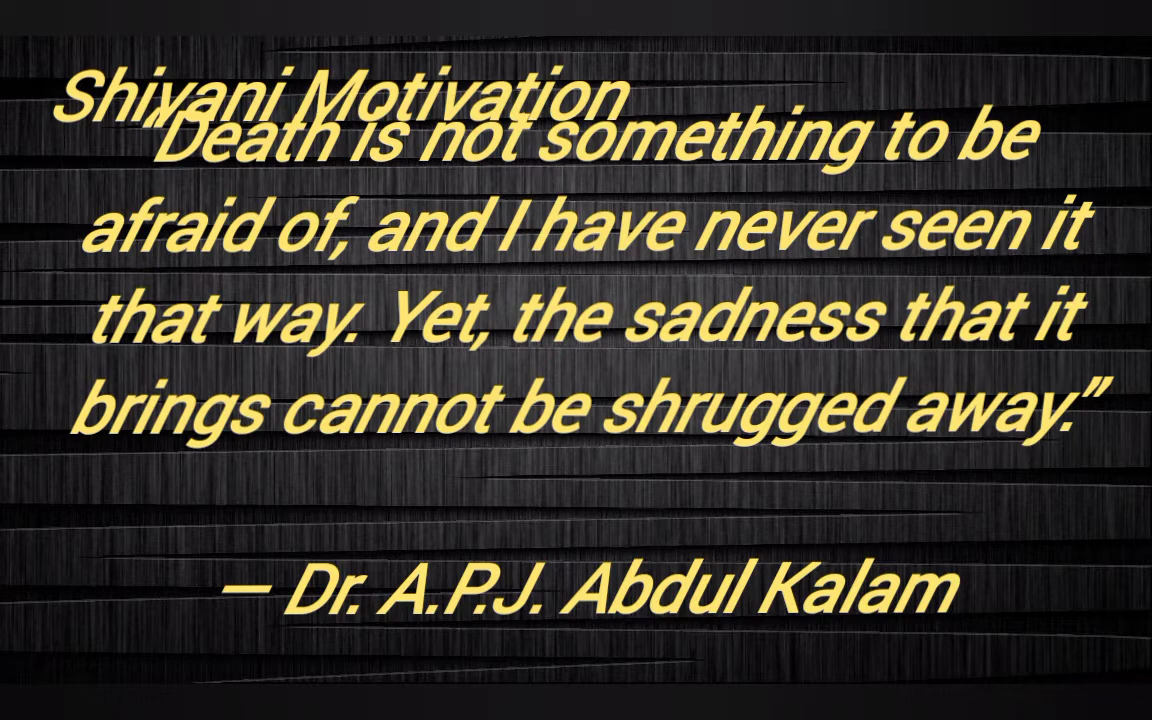 Shivani Motivation
“Death is not something to be
afraid of, and I have never seen it
that way. Yet, the sadness that it
brings cannot be shrugged away.”
– Dr. A.P.J. Abdul Kalam